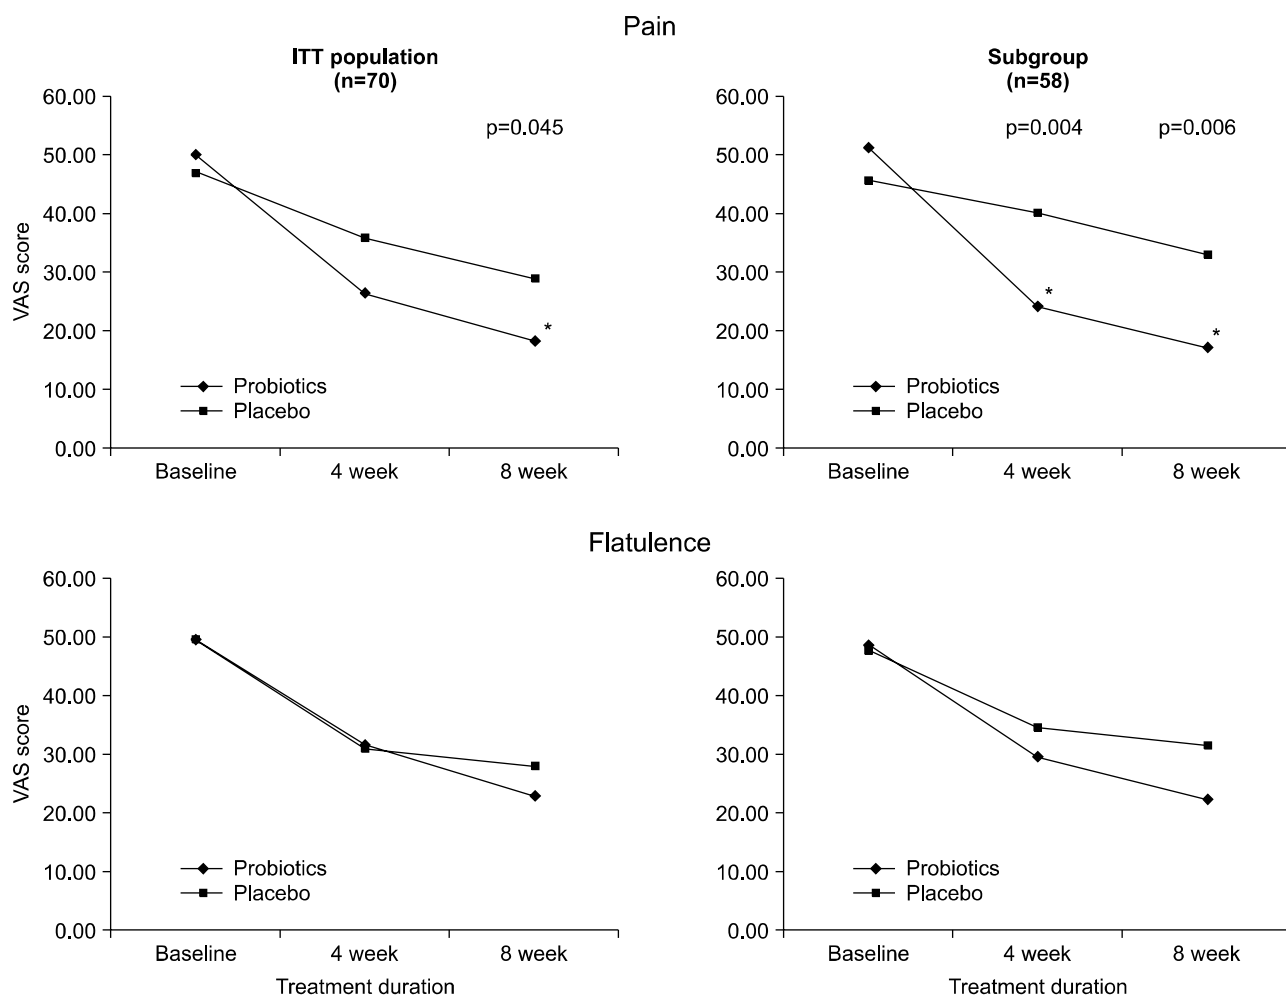 Pain
ITT population
(n=70)
60.00
50.00
40.00
30.00
20.00
10.00
0.00
VAS score
p=0.045
*
Probiotics
Placebo
Baseline 4 week 8 week
Subgroup
(n=58)
60.00
50.00
40.00
30.00
20.00
10.00
0.00
p=0.004 p=0.006
*
*
Probiotics
Placebo
Baseline 4 week 8 week
Flatulence
60.00
50.00
40.00
30.00
20.00
10.00
0.00
VAS score
Probiotics
Placebo
Baseline 4 week 8 week
Treatment duration
60.00
50.00
40.00
30.00
20.00
10.00
0.00
Probiotics
Placebo
Baseline 4 week 8 week
Treatment duration